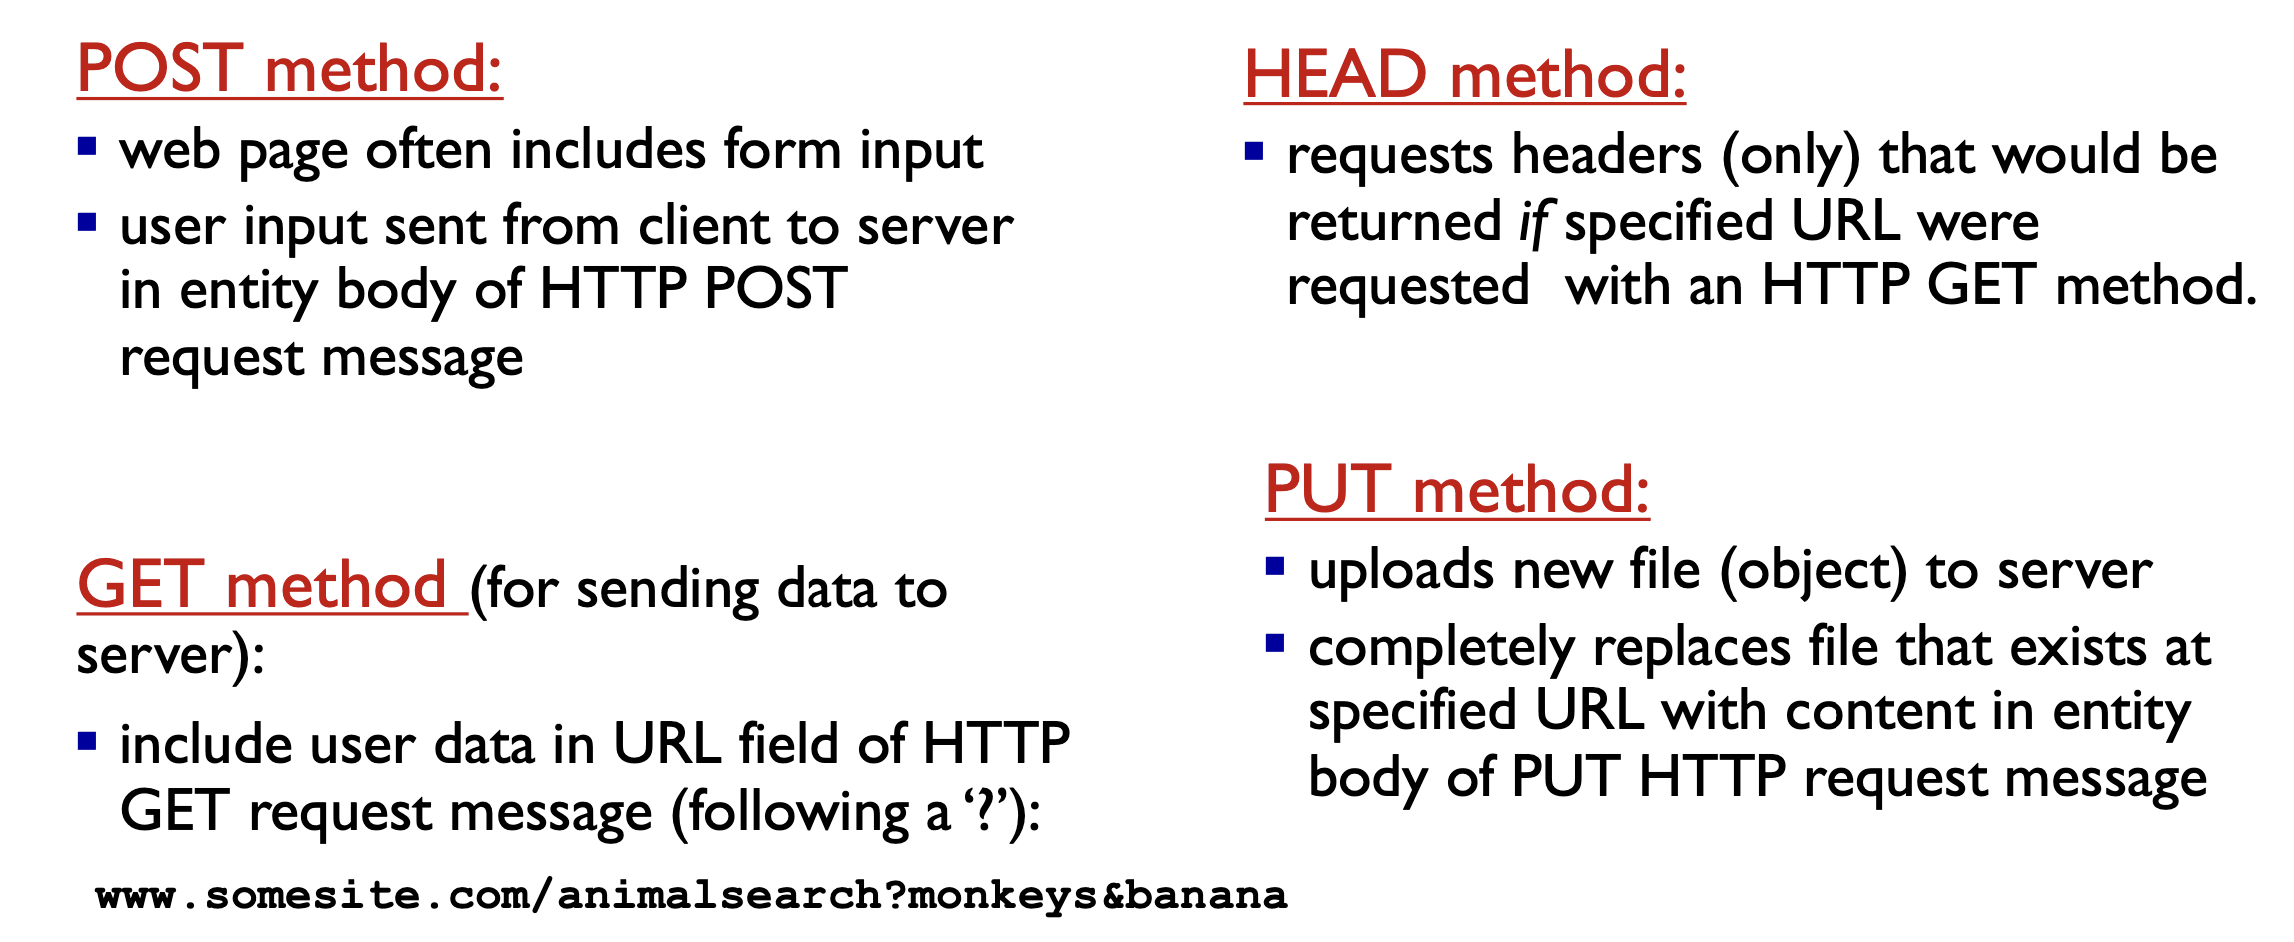 POST method:
▪ web page often includes form input
▪ user input sent from client to server
in entity body of HTTP POST
request message
GET method (for sending data to
server):
▪ include user data in URL field of HTTP
GET request message (following a ‘?’):
www.somesite.com/animalsearch?monkeys&banana
HEAD method:
▪ requests headers (only) that would be
returned if specified URL were
requested with an HTTP GET method.
PUT method:
▪ uploads new file (object) to server
▪ completely replaces file that exists at
specified URL with content in entity
body of PUT HTTP request message